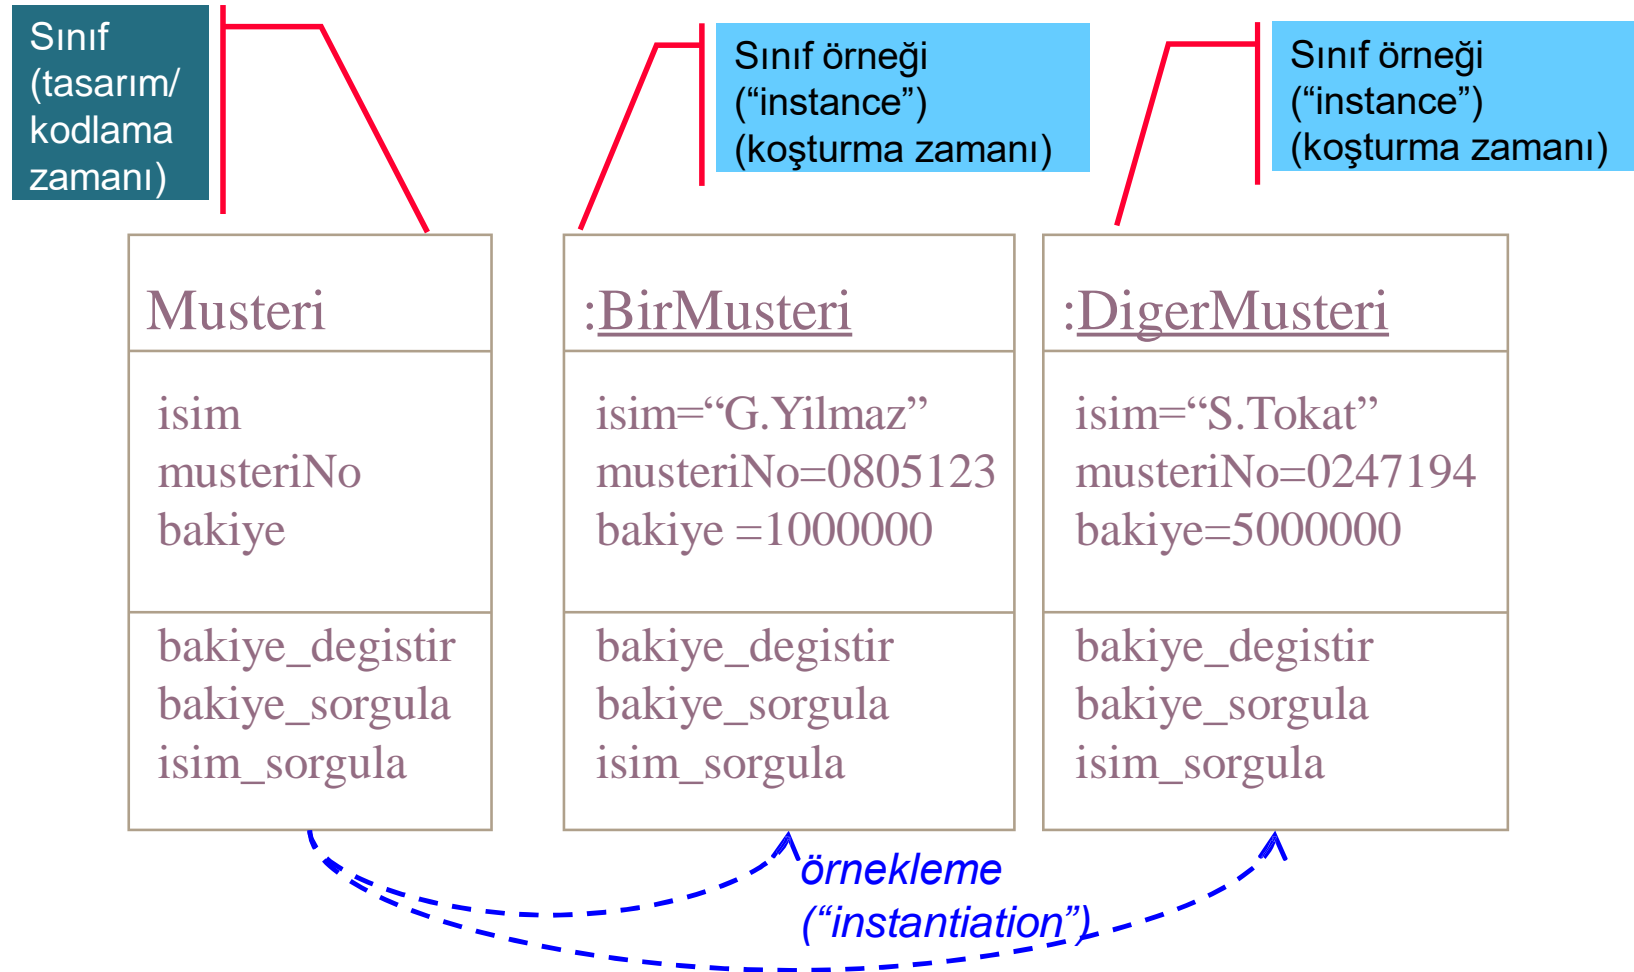 Sınıf
(tasarım/
kodlama
zamanı)
Sınıf örneği
(“instance”)
(koşturma zamanı)
Sınıf örneği
(“instance”)
(koşturma zamanı)
Musteri
isim
musteriNo
bakiye
bakiye_degistir
bakiye_sorgula
isim_sorgula
:BirMusteri
isim=“G.Yilmaz”
musteriNo=0805123
bakiye =1000000
bakiye_degistir
bakiye_sorgula
isim_sorgula
:DigerMusteri
isim=“S.Tokat”
musteriNo=0247194
bakiye=5000000
bakiye_degistir
bakiye_sorgula
isim_sorgula
örnekleme
(“instantiation”)